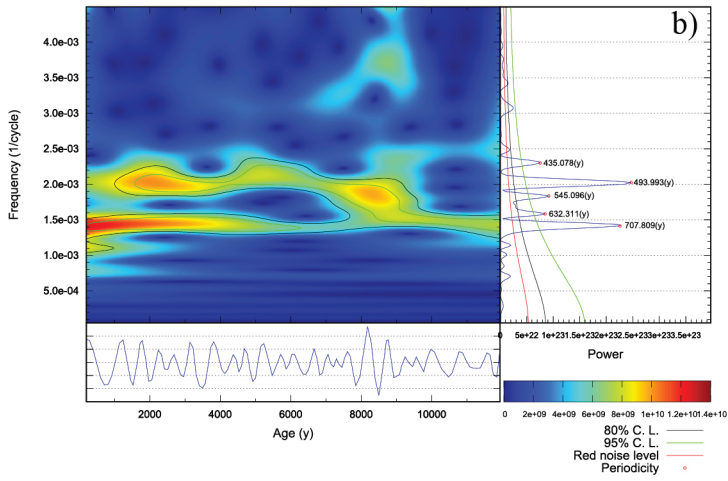 b)
4.5e-03
4.0e-03
3.5e-03
3.0e-03
2.5e-03
2.0e-03
1.5e-03
1.0e-03
5.0e-04
Frequency (1/cycle)
435.078(y)
493.993(y)
545.096(y)
632.311(y)
707.809(y)
0 5e+22 1e+23 1.5e+23 2e+23 2.5e+23 3e+23 3.5e+23
Power
2000 4000 6000 8000 10000
Age (y)
0 2e+09 4e+09 6e+09 8e+09 1e+10 1.2e+10 1.4e+10
80% C. L.
95% C. L.
Red noise level
Periodicity